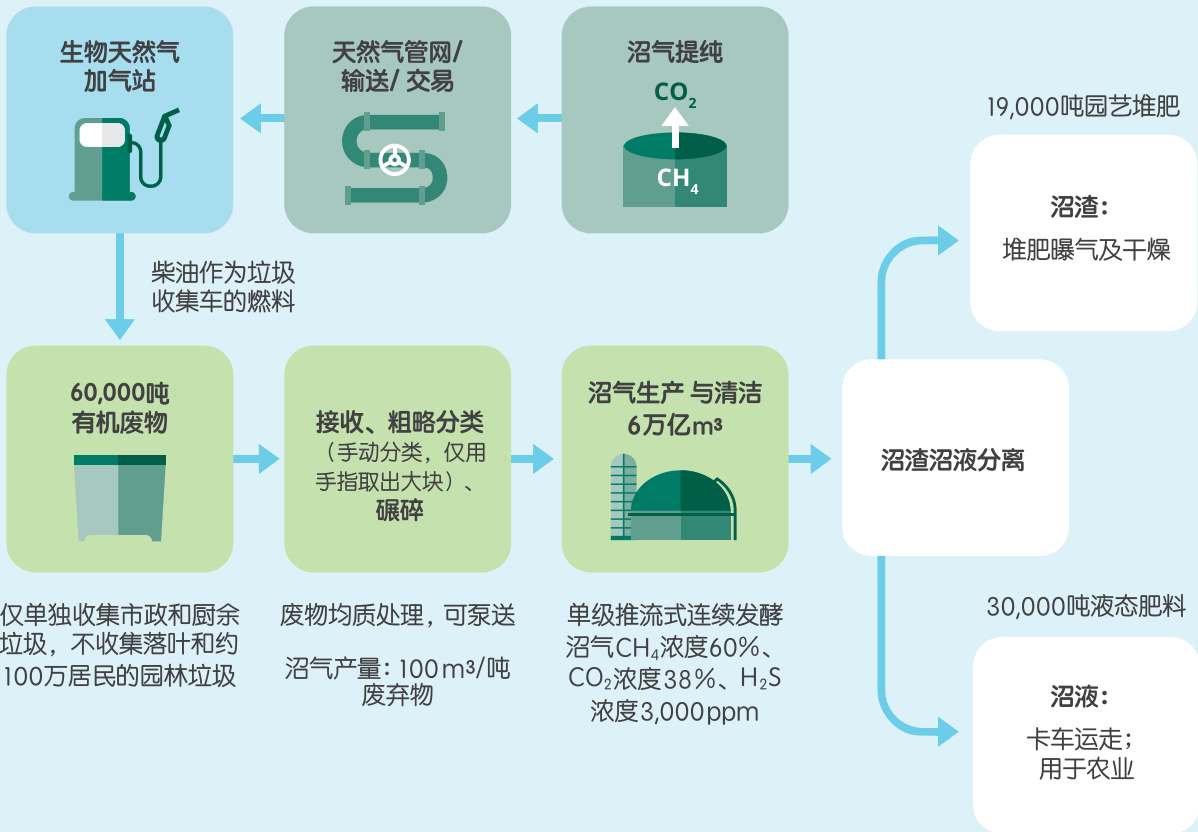 生物天然气
加气站
天然气管网/
输送/ 交易
沼气提纯
CO₂
CH₄
柴油作为垃圾
收集车的燃料
60,000吨
有机废物
接收、粗略分类
（手动分类，仅用
手指取出大块）、
碾碎
沼气生产 与清洁
6万亿m³
沼渣沼液分离
19,000吨园艺堆肥
沼渣：
堆肥曝气及干燥
30,000吨液态肥料
沼液：
卡车运走；
用于农业
仅单独收集市政和厨余
垃圾，不收集落叶和约
100万居民的园林垃圾
废物均质处理，可泵送
沼气产量：100m³/吨
废弃物
单级推流式连续发酵
沼气CH₄浓度60%、
CO₂浓度38%、H₂S
浓度3,000ppm